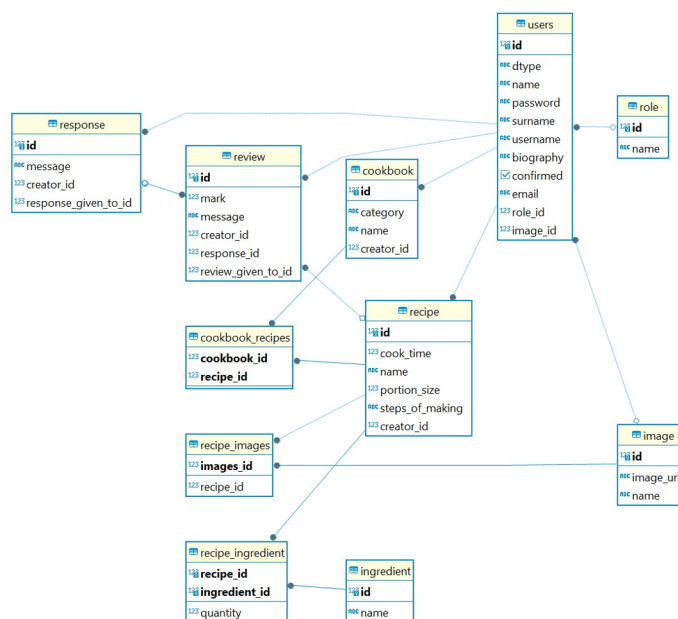 users
id
dtype
name
password
surname
username
biography
confirmed
email
role_id
image_id
role
id
name
response
id
message
creator_id
response_given_to_id
review
id
mark
message
creator_id
response_id
review_given_to_id
cookbook
id
category
name
creator_id
recipe
id
cook_time
name
portion_size
steps_of_making
creator_id
cookbook_recipes
cookbook_id
recipe_id
recipe_images
images_id
recipe_id
image
id
image_url
name
recipe_ingredient
recipe_id
ingredient_id
quantity
ingredient
id
name